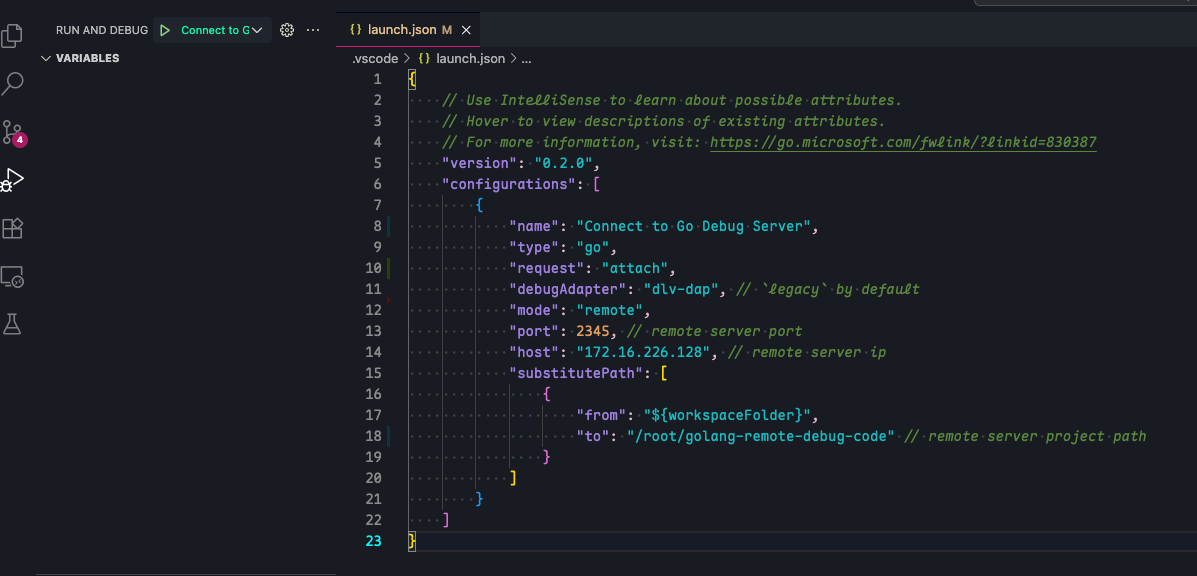 RUN AND DEBUG Connect to G
VARIABLES
4
{} launch.json M
.vscode > {} launch.json > ...
1 {
2 // Use IntelliSense to learn about possible attributes.
3 // Hover to view descriptions of existing attributes.
4 // For more information, visit: https://go.microsoft.com/fwlink/?linkid=830387
5 "version": "0.2.0",
6 "configurations": [
7 {
8 "name": "Connect to Go Debug Server",
9 "type": "go",
10 "request": "attach",
11 "debugAdapter": "dlv-dap", // `legacy` by default
12 "mode": "remote",
13 "port": 2345, // remote server port
14 "host": "172.16.226.128", // remote server ip
15 "substitutePath": [
16 {
17 "from": "${workspaceFolder}",
18 "to": "/root/golang-remote-debug-code" // remote server project path
19 }
20 ]
21 }
22 ]
23 }